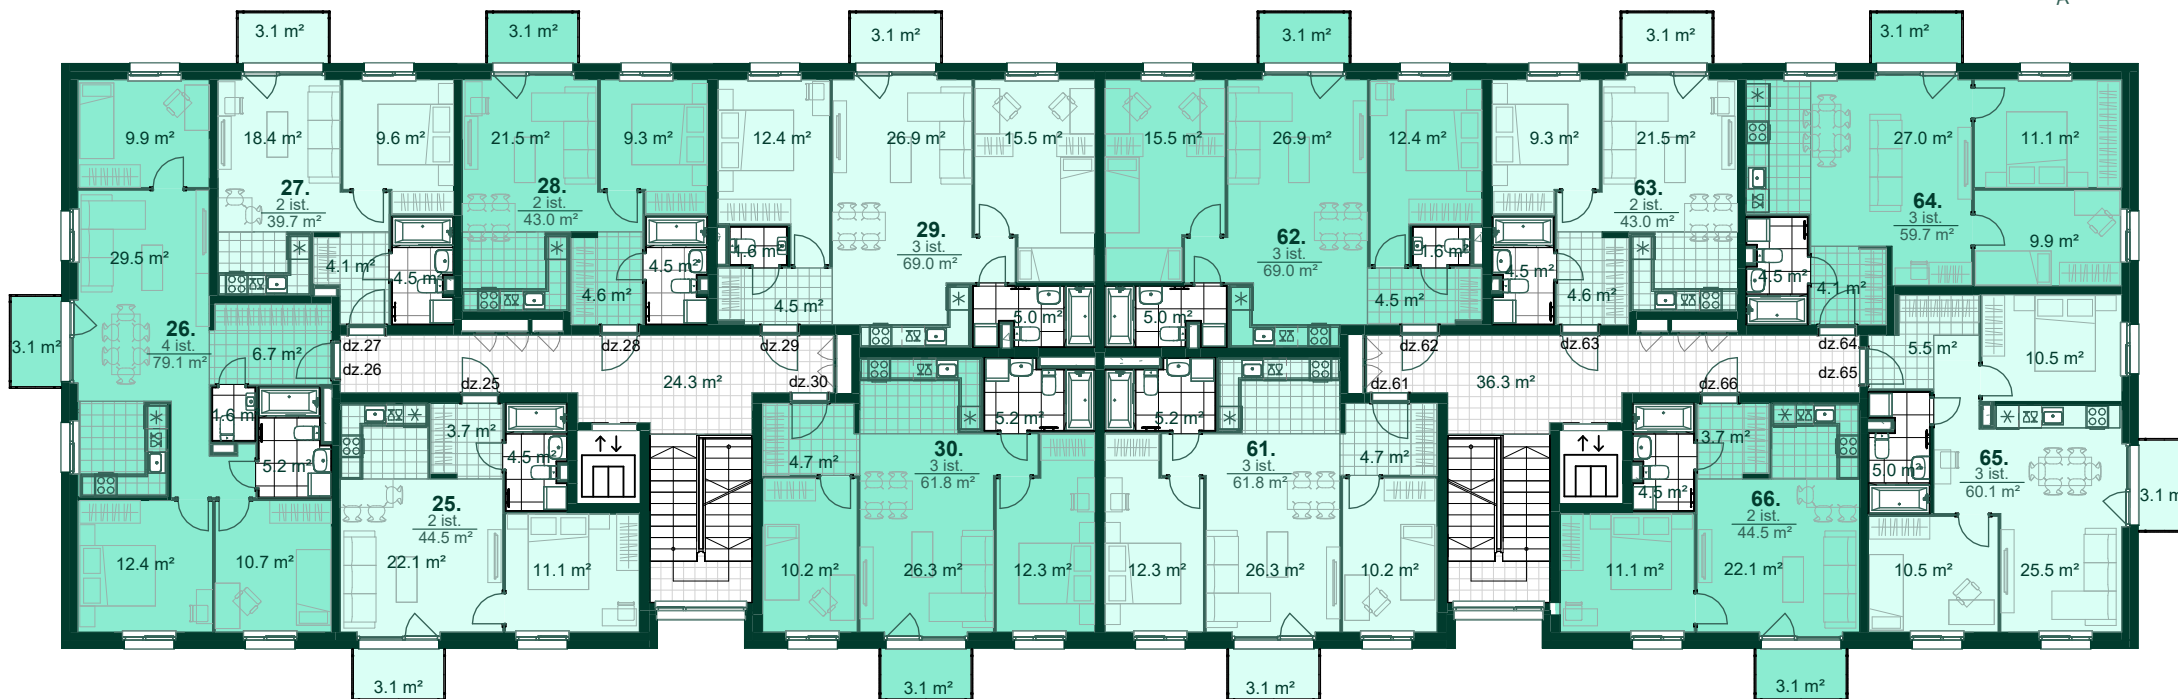 A
3.1 m²
3.1 m²
3.1 m²
3.1 m²
3.1 m²
3.1 m²
9.9 m²
18.4 m²
9.6 m²
21.5 m²
9.3 m²
12.4 m²
26.9 m²
15.5 m²
15.5 m²
26.9 m²
12.4 m²
9.3 m²
21.5 m²
27.0 m²
11.1 m²
27.
2 ist.
39.7 m²
28.
2 ist.
43.0 m²
29.
3 ist.
69.0 m²
62.
3 ist.
69.0 m²
63.
2 ist.
43.0 m²
64.
3 ist.
59.7 m²
9.9 m²
29.5 m²
4.1 m²
4.5 m²
4.6 m²
4.5 m²
1.6 m²
4.5 m²
5.0 m²
5.0 m²
4.5 m²
1.6 m²
4.5 m²
4.6 m²
4.5 m²
4.1 m²
3.1 m²
26.
4 ist.
79.1 m²
6.7 m²
dz.27
dz.26
dz.25
dz.28
24.3 m²
dz.29
dz.30
dz.62
dz.61
36.3 m²
dz.63
dz.66
dz.64
dz.65
5.5 m²
10.5 m²
1.6 m²
5.2 m²
3.7 m²
4.5 m²
25.
2 ist.
44.5 m²
4.7 m²
30.
3 ist.
61.8 m²
5.2 m²
5.2 m²
61.
3 ist.
61.8 m²
4.7 m²
3.7 m²
4.5 m²
66.
2 ist.
44.5 m²
5.0 m²
65.
3 ist.
60.1 m²
3.1 m
12.4 m²
10.7 m²
22.1 m²
11.1 m²
10.2 m²
26.3 m²
12.3 m²
12.3 m²
26.3 m²
10.2 m²
11.1 m²
22.1 m²
10.5 m²
25.5 m²
3.1 m²
3.1 m²
3.1 m²
3.1 m²